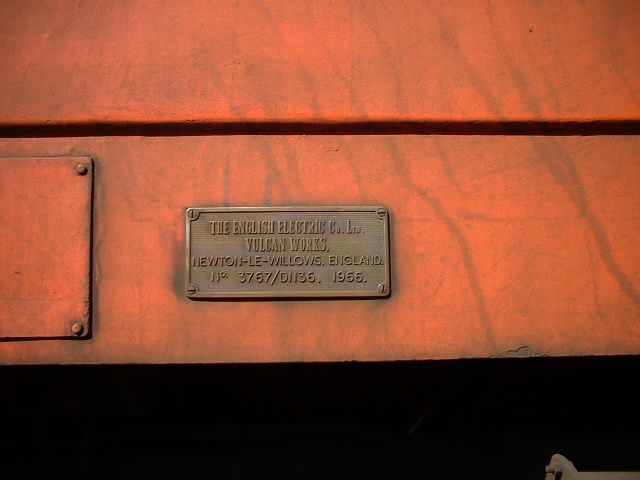 THE ENGLISH ELECTRIC Co. LTD.
VULCAN WORKS,
NEWTON-LE-WILLOWS, ENGLAND.
No. 3767/D1136. 1966.